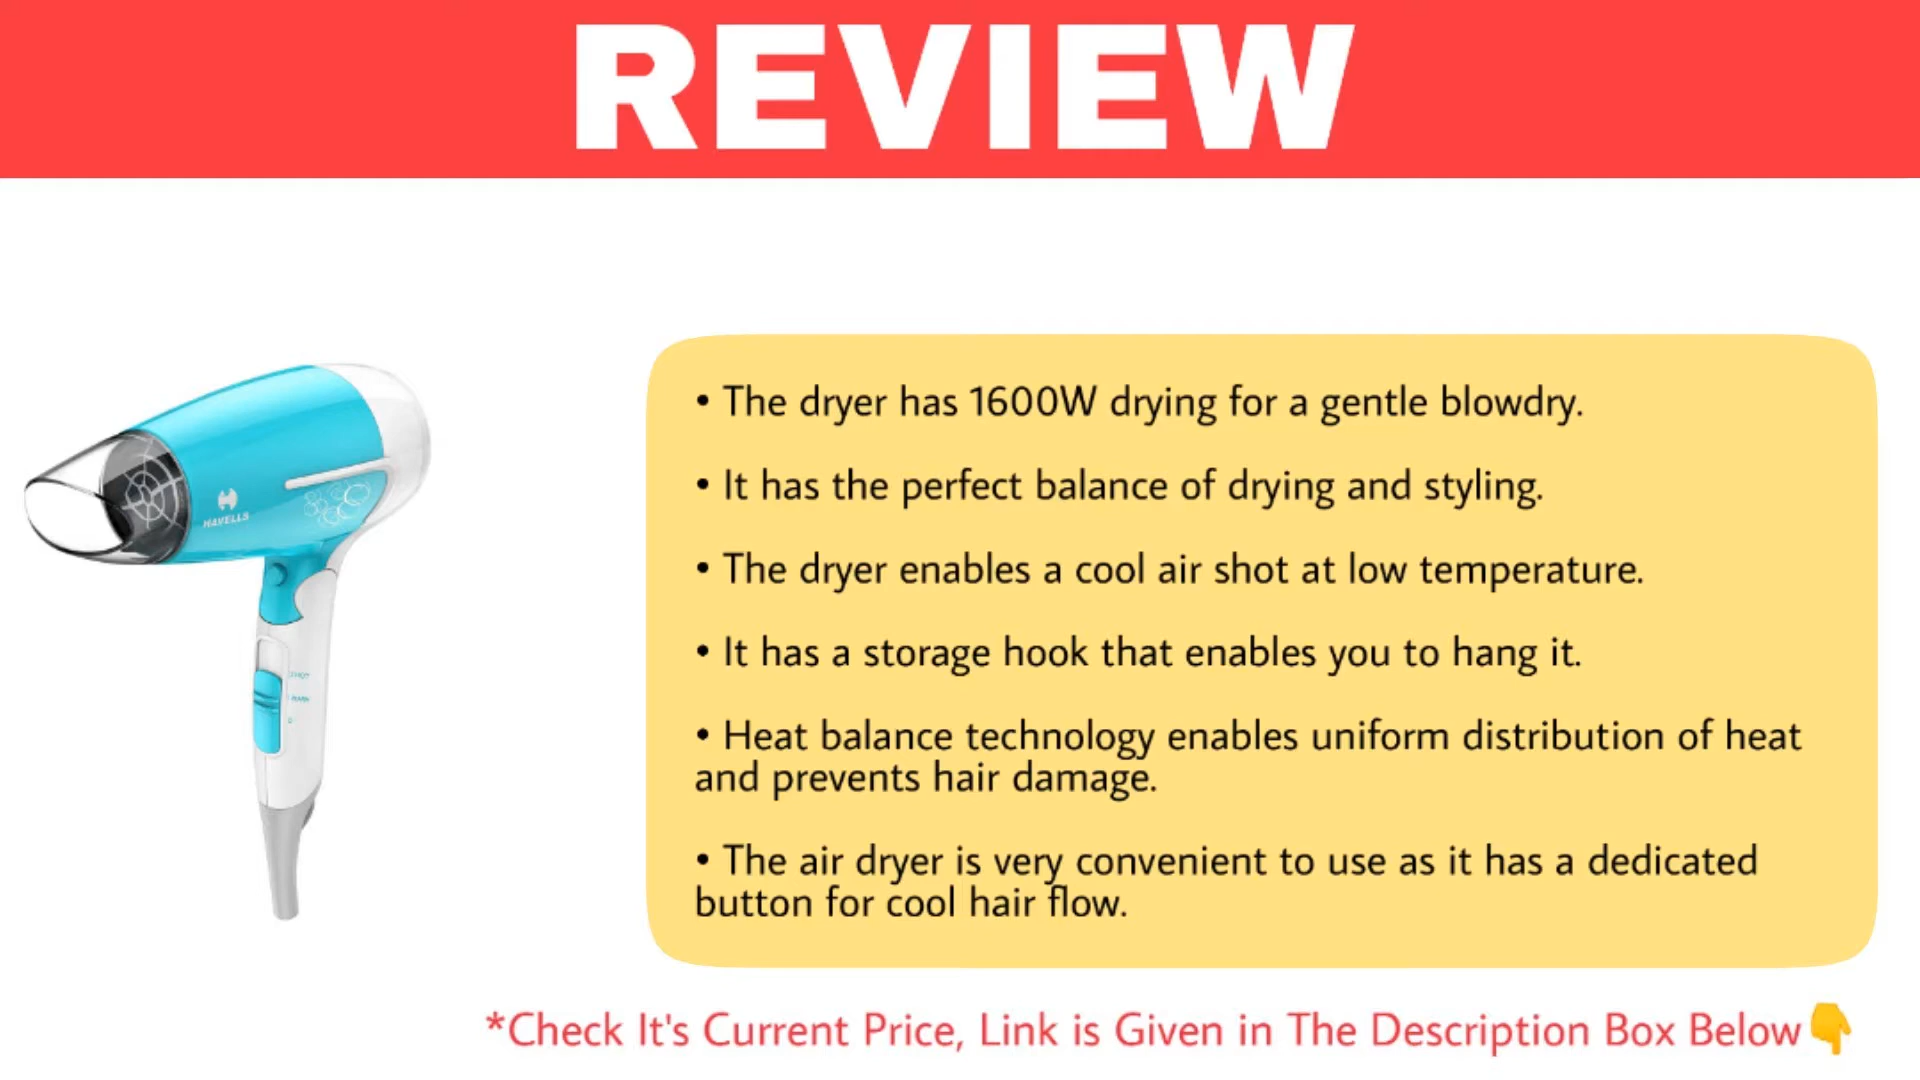 REVIEW
HAVELLS
• The dryer has 1600W drying for a gentle blowdry.
• It has the perfect balance of drying and styling.
• The dryer enables a cool air shot at low temperature.
• It has a storage hook that enables you to hang it.
• Heat balance technology enables uniform distribution of heat
and prevents hair damage.
• The air dryer is very convenient to use as it has a dedicated
button for cool hair flow.
*Check It's Current Price, Link is Given in The Description Box Below👇